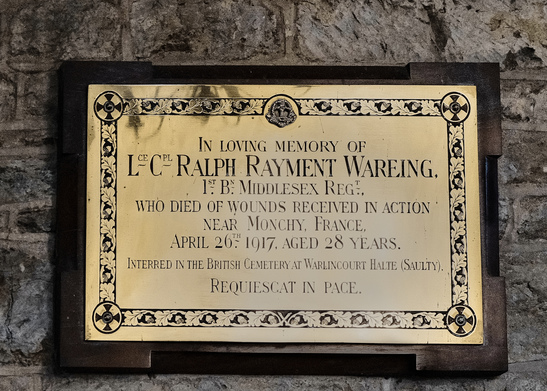 In loving memory of
Lce Cpl Ralph Rayment Wareing,
1st Bn Middlesex Regt,
who died of wounds received in action
near Monchy, France,
April 26th 1917, aged 28 years.
Interred in the British Cemetery at Warlincourt Halte (Saulty).
Requiescat in pace.